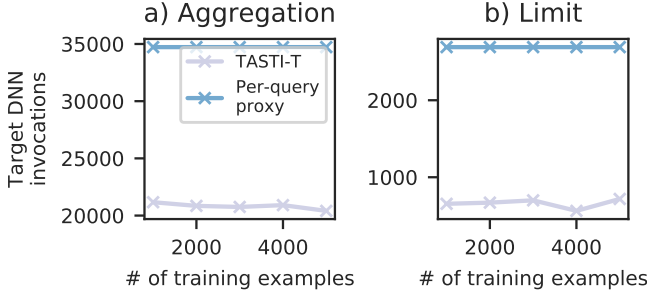 a) Aggregation
b) Limit
Target DNN
invocations
35000
30000
25000
20000
TASTI-T
Per-query
proxy
2000
4000
# of training examples
2000
1000
2000
4000
# of training examples